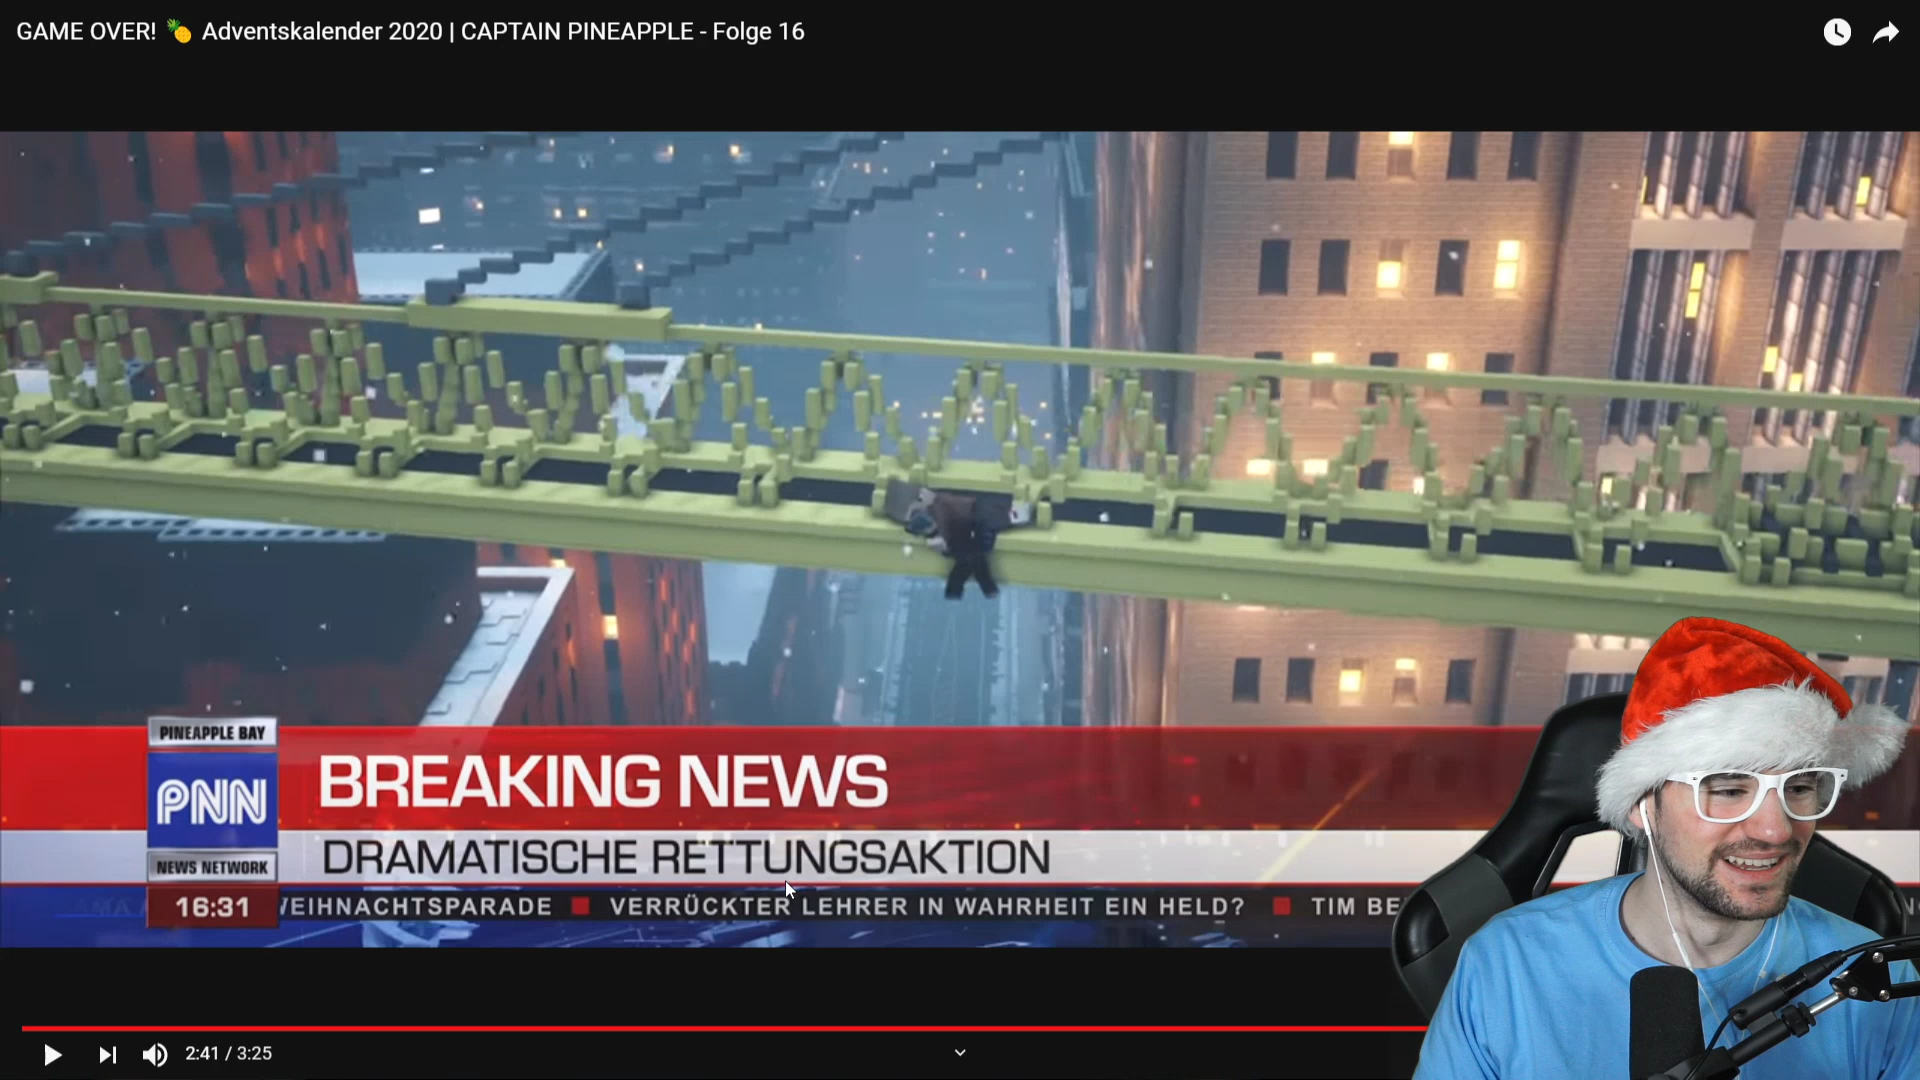 GAME OVER! 🍍 Adventskalender 2020 | CAPTAIN PINEAPPLE - Folge 16
PINEAPPLE BAY
PNN
NEWS NETWORK
BREAKING NEWS
DRAMATISCHE RETTUNGSAKTION
16:31
EIHNACHTSPARADE ■ VERRÜCKTER LEHRER IN WAHRHEIT EIN HELD? ■ TIM BE
2:41 / 3:25